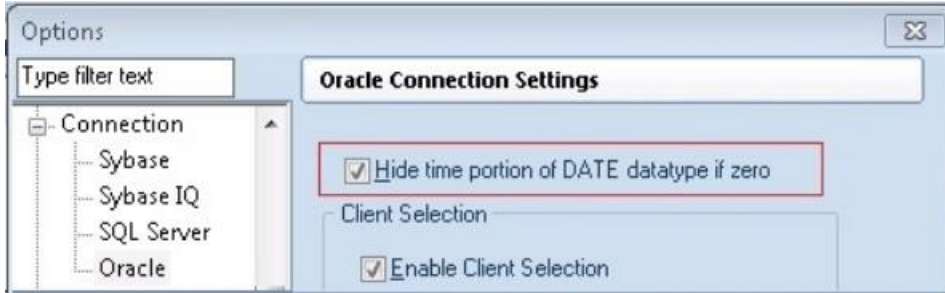 Options
Type filter text
Connection
Sybase
Sybase IQ
SQL Server
Oracle
Oracle Connection Settings
Hide time portion of DATE datatype if zero
Client Selection
Enable Client Selection